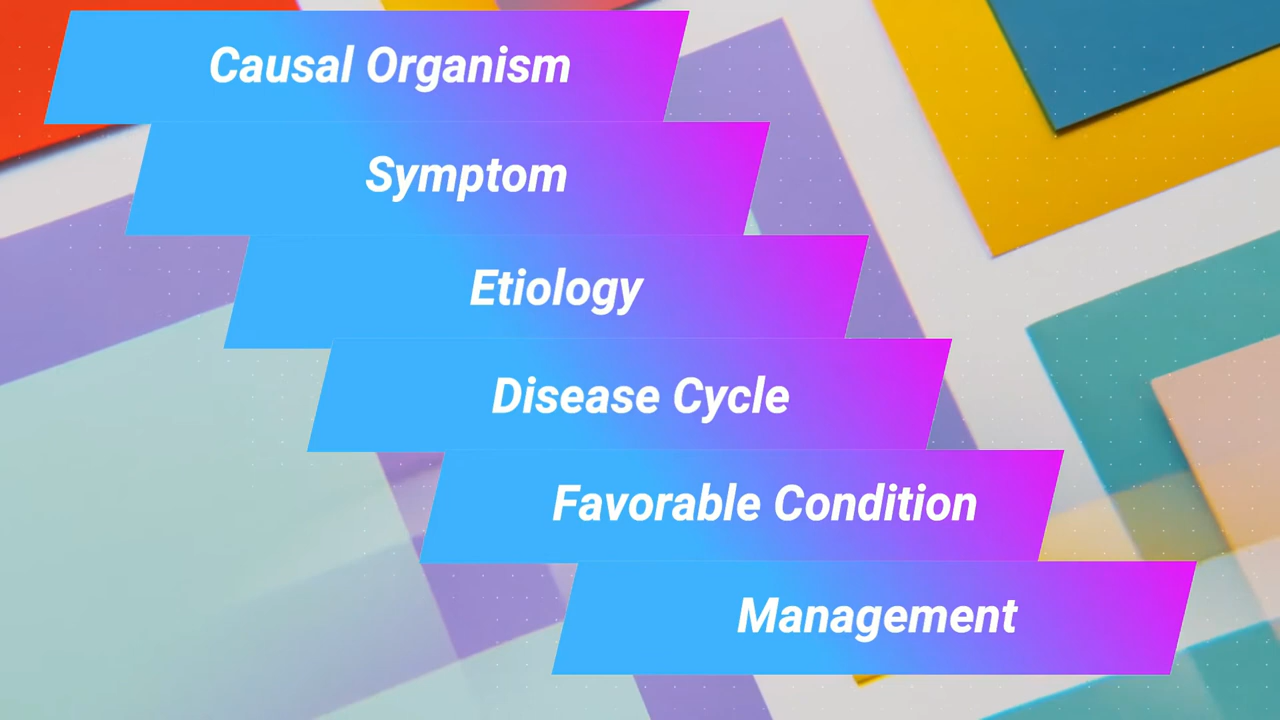 Causal Organism
Symptom
Etiology
Disease Cycle
Favorable Condition
Management